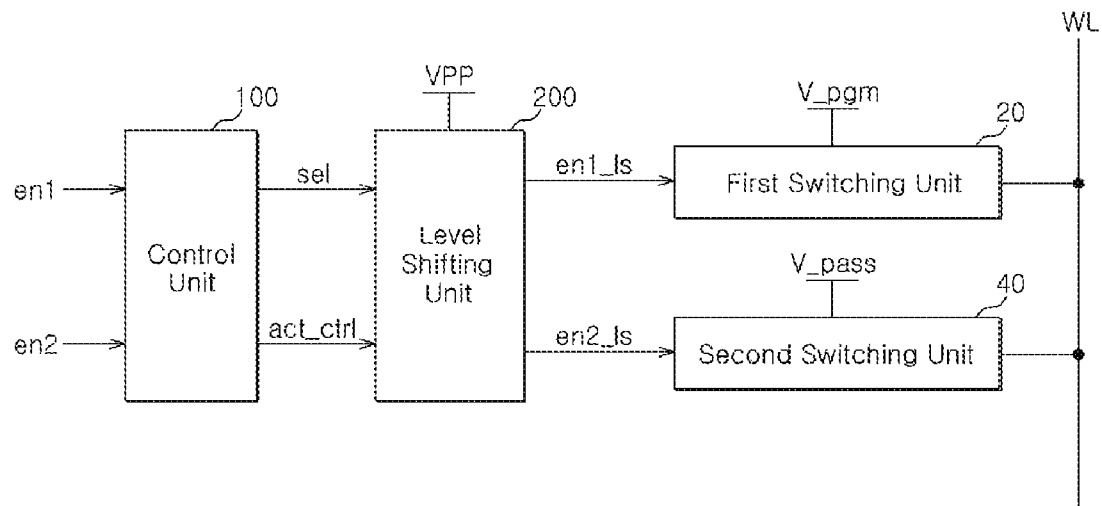 WL
VPP
V_pgm
100
200
20
en1
sel
en1_ls
First Switching Unit
Control
Unit
Level
Shifting
Unit
V_pass
40
en2
act_ctrl
en2_ls
Second Switching Unit